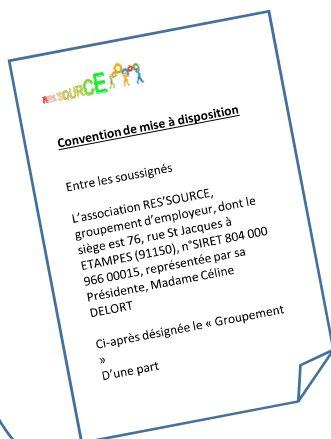 RES'SOURCE
Convention de mise à disposition
Entre les soussignés
L'association RES'SOURCE,
groupement d'employeur, dont le
siège est 76, rue St Jacques à
ETAMPES (91150), n°SIRET 804 000
966 00015, représentée par sa
Présidente, Madame Céline
DELORT
Ci-après désignée le « Groupement
»
D'une part